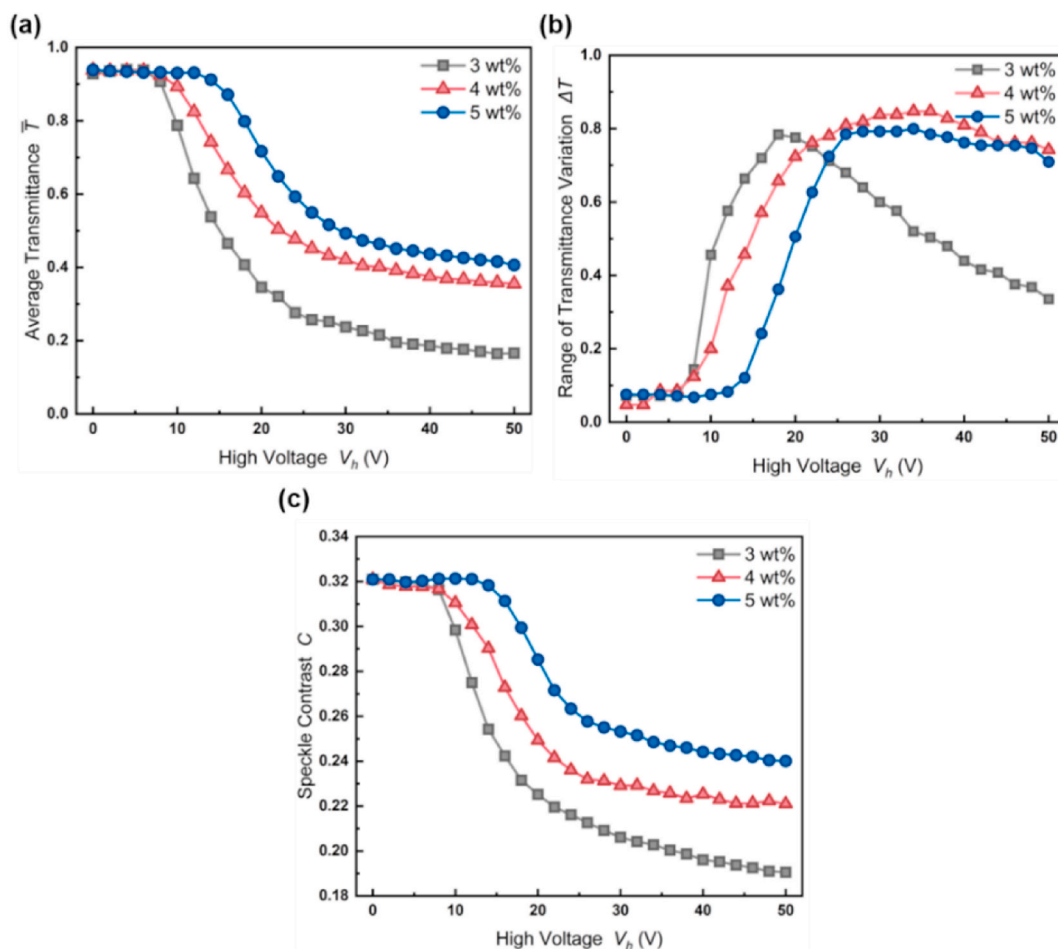 (a)
1.0
0.8
0.6
0.4
0.2
0.0
Average Transmittance T̅
3 wt%
4 wt%
5 wt%
0 10 20 30 40 50
High Voltage V_h (V)
(b)
1.0
0.8
0.6
0.4
0.2
0.0
Range of Transmittance Variation ΔT
3 wt%
4 wt%
5 wt%
0 10 20 30 40 50
High Voltage V_h (V)
(c)
0.34
0.32
0.30
0.28
0.26
0.24
0.22
0.20
0.18
Speckle Contrast C
3 wt%
4 wt%
5 wt%
0 10 20 30 40 50
High Voltage V_h (V)